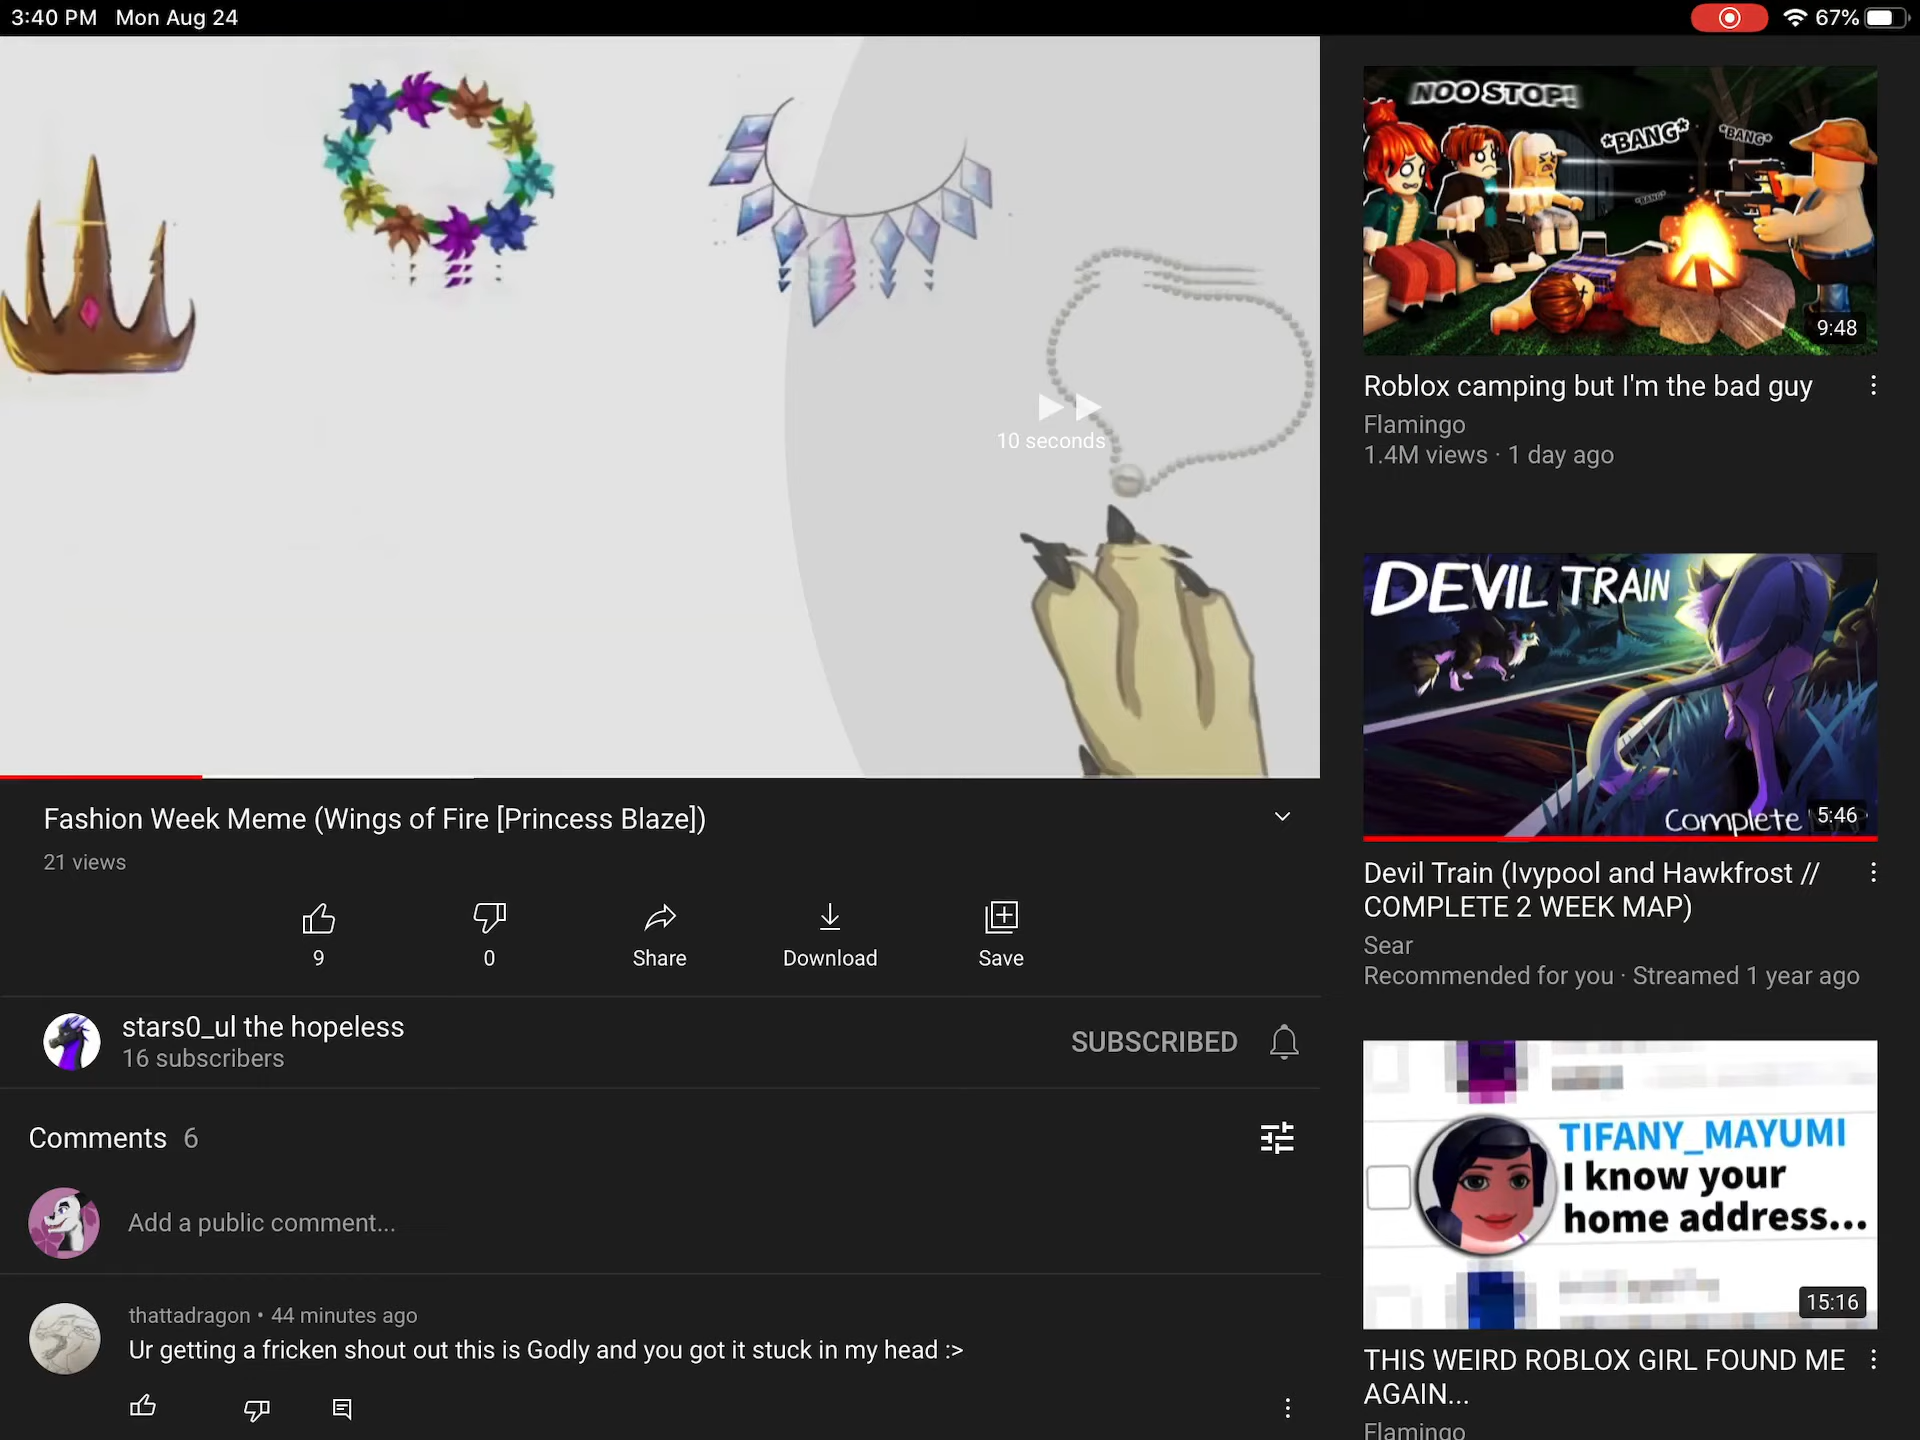 3:40 PM Mon Aug 24
67%
10 seconds
Fashion Week Meme (Wings of Fire [Princess Blaze])
21 views
9
0
Share
Download
Save
stars0_ul the hopeless
16 subscribers
SUBSCRIBED
Comments 6
Add a public comment...
thattadragon • 44 minutes ago
Ur getting a fricken shout out this is Godly and you got it stuck in my head :>
NOO STOP!
*BANG*
*BANG*
*BANG*
9:48
Roblox camping but I'm the bad guy
Flamingo
1.4M views · 1 day ago
DEVIL TRAIN
Complete
5:46
Devil Train (Ivypool and Hawkfrost //
COMPLETE 2 WEEK MAP)
Sear
Recommended for you · Streamed 1 year ago
TIFANY_MAYUMI
I know your
home address...
15:16
THIS WEIRD ROBLOX GIRL FOUND ME
AGAIN...
Flamingo